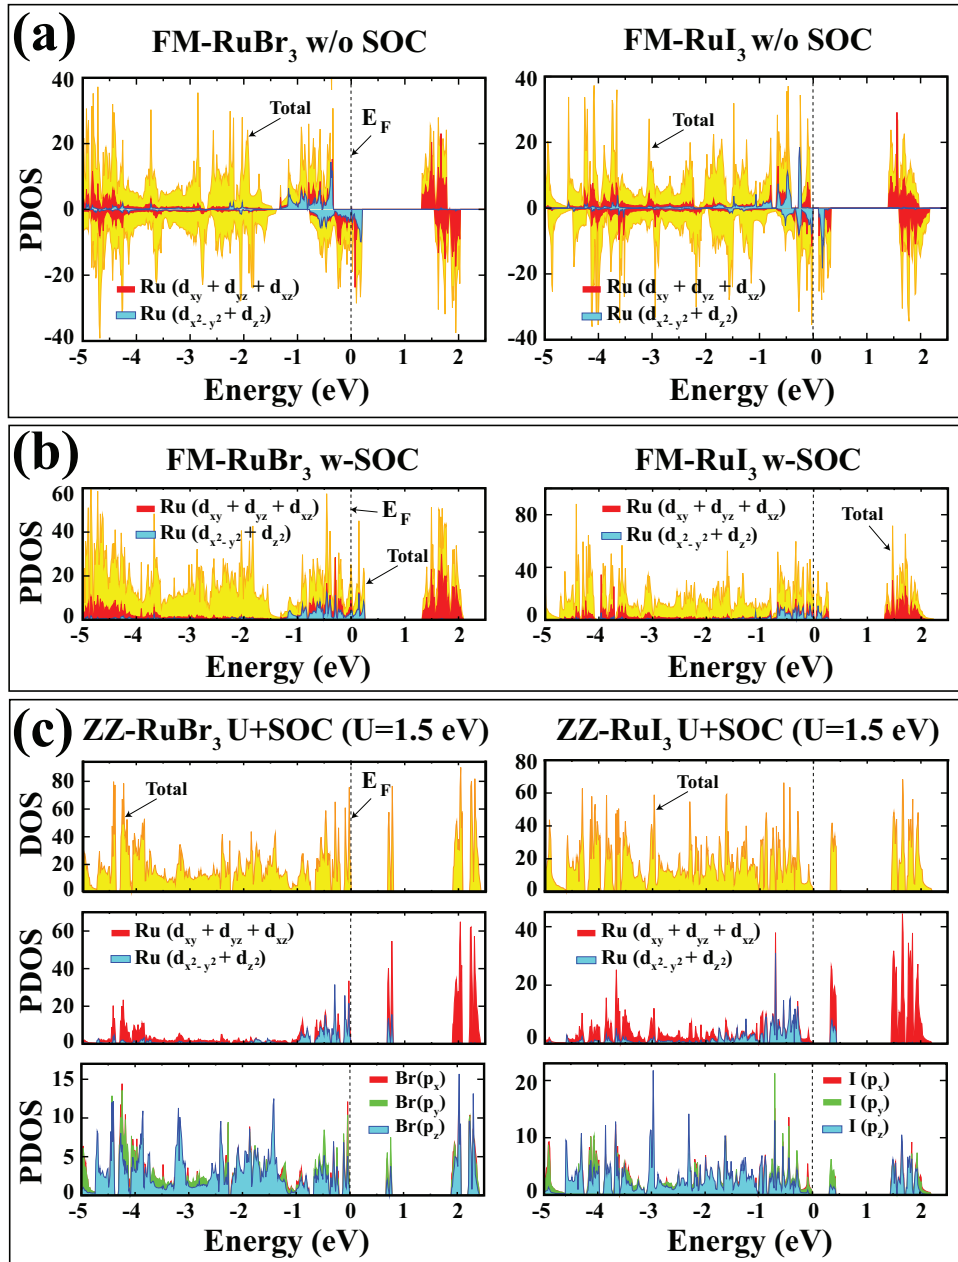 (a)
FM-RuBr3 w/o SOC
FM-RuI3 w/o SOC
PDOS
40
20
0
-20
-40
Total
E F
Ru (dxy + dyz + dxz)
Ru (dx2-y2 + dz2)
-5 -4 -3 -2 -1 0 1 2
Energy (eV)
40
20
0
-20
-40
Total
Ru (dxy + dyz + dxz)
Ru (dx2-y2 + dz2)
-5 -4 -3 -2 -1 0 1 2
Energy (eV)
(b)
FM-RuBr3 w-SOC
FM-RuI3 w-SOC
PDOS
60
40
20
0
Ru (dxy + dyz + dxz)
Ru (dx2-y2 + dz2)
E F
Total
-5 -4 -3 -2 -1 0 1 2
Energy (eV)
80
40
0
Ru (dxy + dyz + dxz)
Ru (dx2-y2 + dz2)
Total
-5 -4 -3 -2 -1 0 1 2
Energy (eV)
(c)
ZZ-RuBr3 U+SOC (U=1.5 eV)
ZZ-RuI3 U+SOC (U=1.5 eV)
DOS
80
60
40
20
0
Total
E F
80
60
40
20
0
Total
PDOS
60
40
20
0
Ru (dxy + dyz + dxz)
Ru (dx2-y2 + dz2)
40
20
0
Ru (dxy + dyz + dxz)
Ru (dx2-y2 + dz2)
PDOS
15
10
5
0
Br(px)
Br(py)
Br(pz)
-5 -4 -3 -2 -1 0 1 2
Energy (eV)
20
10
0
I (px)
I (py)
I (pz)
-5 -4 -3 -2 -1 0 1 2
Energy (eV)